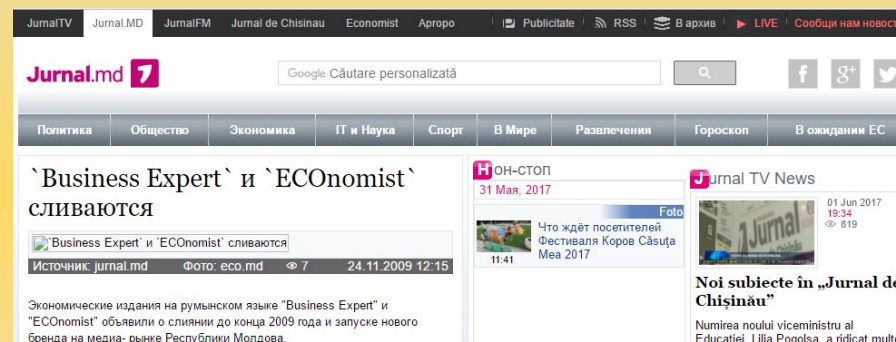 JurnalTV Jurnal.MD JurnalFM Jurnal de Chisinau Economist Apropo Publicitate RSS В архив LIVE Сообщи нам новост
Jurnal.md 7
Google Căutare personalizată
Политика Общество Экономика IT и Наука Спорт В Мире Развлечения Гороскоп В ожидании ЕС
`Business Expert` и `ECOnomist`
сливаются
`Business Expert` и `ECOnomist` сливаются
Источник: jurnal.md Фото: eco.md 7 24.11.2009 12:15
Экономические издания на румынском языке "Business Expert" и
"ECOnomist" объявили о слиянии до конца 2009 года и запуске нового
бренда на медиа- рынке Республики Молдова.
Нон-стоп
31 Мая, 2017
Foto
Что ждёт посетителей
Фестиваля Коров Căsuța
Mea 2017
11:41
Jurnal TV News
01 Jun 2017
19:34
819
Jurnal
Noi subiecte în „Jurnal de
Chișinău”
Numirea noului viceministru al
Educației, Lilia Pogolșa, a ridicat mult